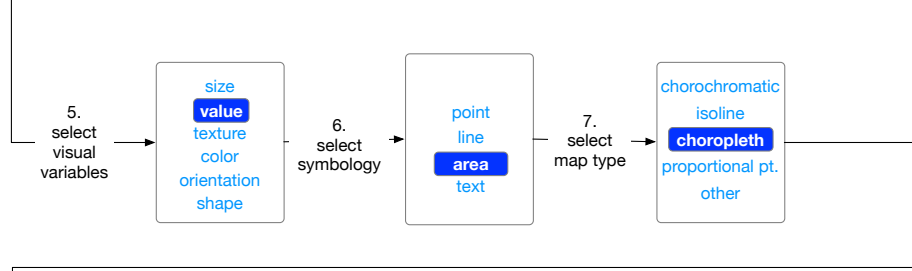 5.
select
visual
variables
size
value
texture
color
orientation
shape
6.
select
symbology
point
line
area
text
7.
select
map type
chorochromatic
isoline
choropleth
proportional pt.
other